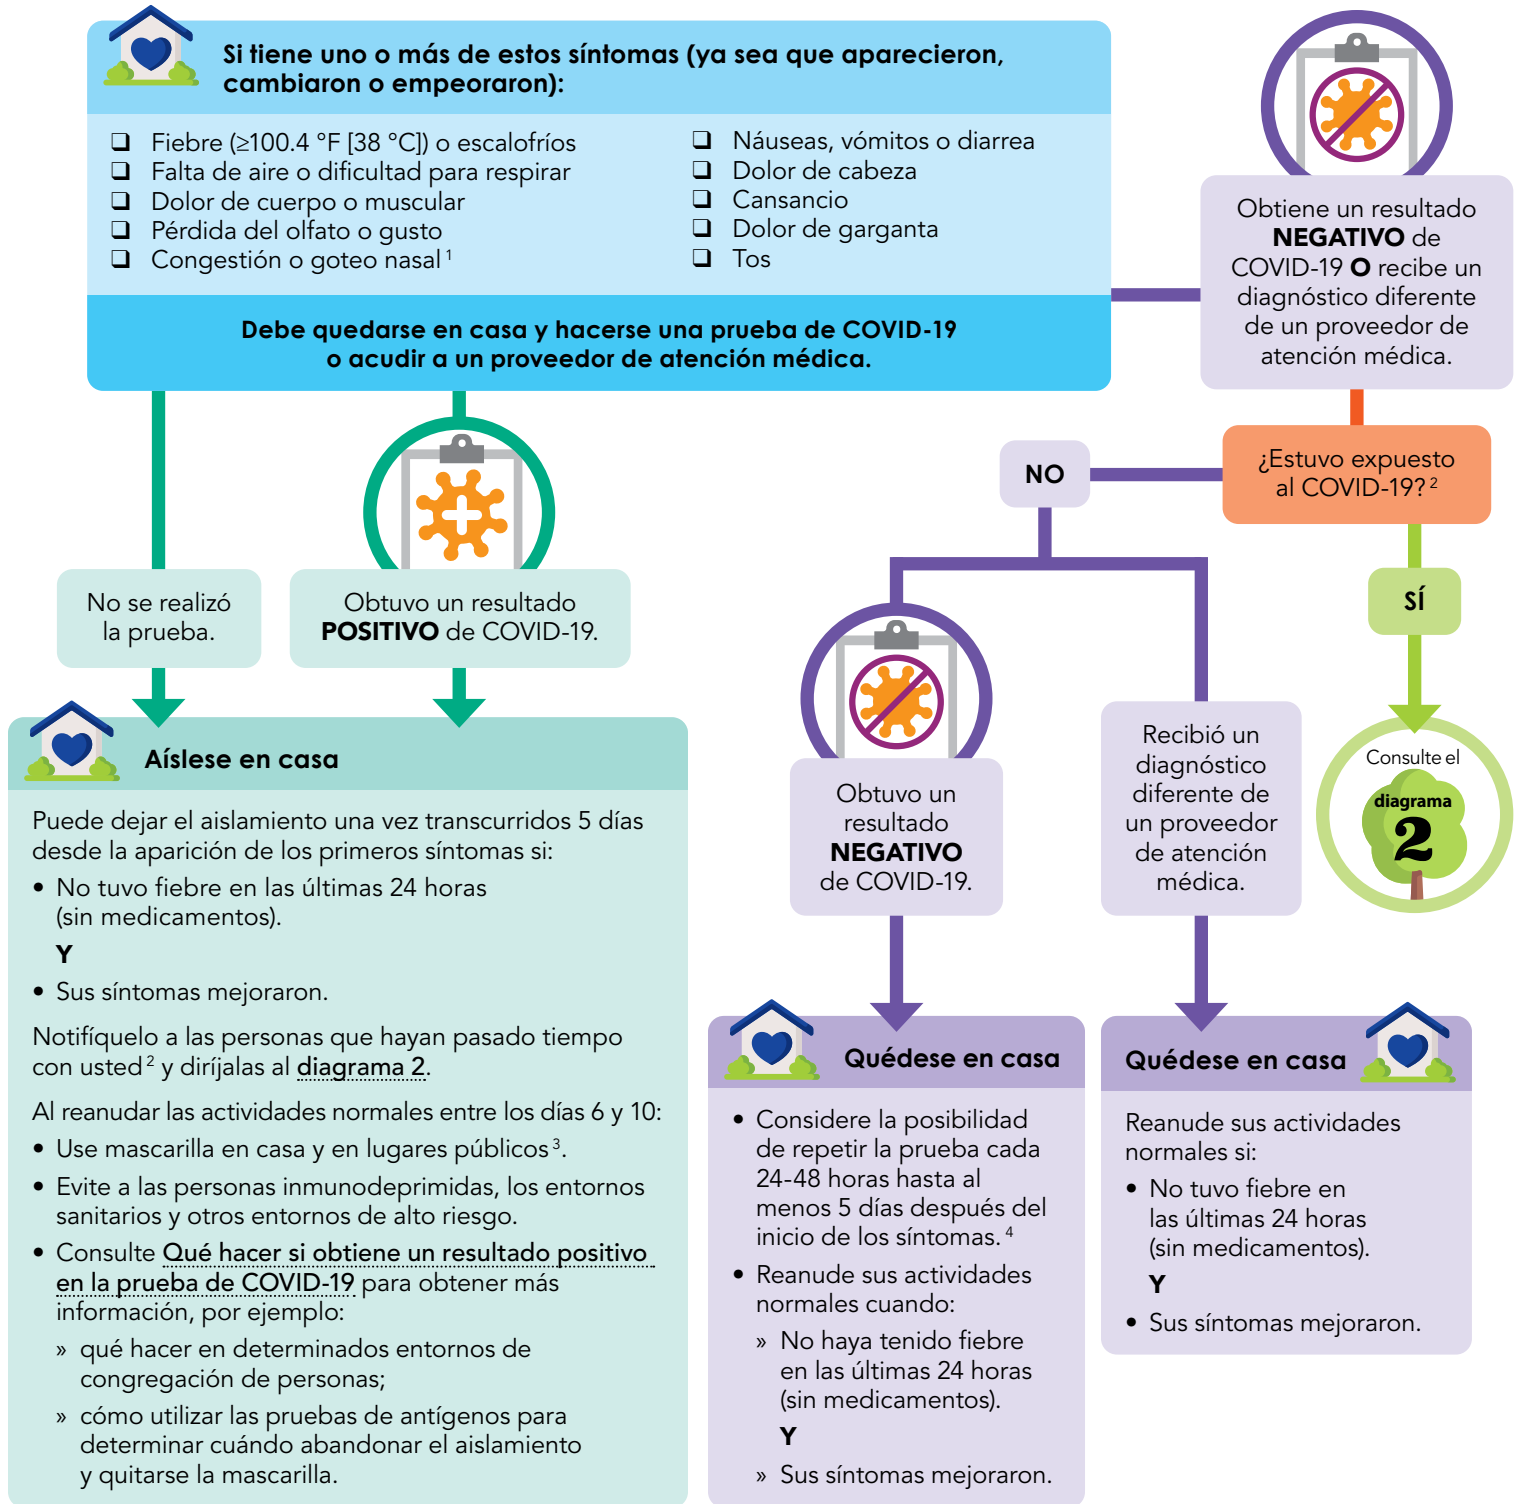 Si tiene uno o más de estos síntomas (ya sea que aparecieron,
cambiaron o empeoraron):
❑ Fiebre (≥100.4 °F [38 °C]) o escalofríos
❑ Falta de aire o dificultad para respirar
❑ Dolor de cuerpo o muscular
❑ Pérdida del olfato o gusto
❑ Congestión o goteo nasal 1
❑ Náuseas, vómitos o diarrea
❑ Dolor de cabeza
❑ Cansancio
❑ Dolor de garganta
❑ Tos
Debe quedarse en casa y hacerse una prueba de COVID-19
o acudir a un proveedor de atención médica.
Obtiene un resultado
NEGATIVO de
COVID-19 O recibe un
diagnóstico diferente
de un proveedor de
atención médica.
¿Estuvo expuesto
al COVID-19? 2
NO
SÍ
Consulte el
diagrama
2
No se realizó
la prueba.
Obtuvo un resultado
POSITIVO de COVID-19.
Aíslese en casa
Puede dejar el aislamiento una vez transcurridos 5 días
desde la aparición de los primeros síntomas si:
• No tuvo fiebre en las últimas 24 horas
(sin medicamentos).
Y
• Sus síntomas mejoraron.
Notifíquelo a las personas que hayan pasado tiempo
con usted 2 y diríjalas al diagrama 2.
Al reanudar las actividades normales entre los días 6 y 10:
• Use mascarilla en casa y en lugares públicos 3.
• Evite a las personas inmunodeprimidas, los entornos
sanitarios y otros entornos de alto riesgo.
• Consulte Qué hacer si obtiene un resultado positivo
en la prueba de COVID-19 para obtener más
información, por ejemplo:
» qué hacer en determinados entornos de
congregación de personas;
» cómo utilizar las pruebas de antígenos para
determinar cuándo abandonar el aislamiento
y quitarse la mascarilla.
Obtuvo un
resultado
NEGATIVO
de COVID-19.
Quédese en casa
• Considere la posibilidad
de repetir la prueba cada
24-48 horas hasta al
menos 5 días después del
inicio de los síntomas. 4
• Reanude sus actividades
normales cuando:
» No haya tenido fiebre
en las últimas 24 horas
(sin medicamentos).
Y
» Sus síntomas mejoraron.
Recibió un
diagnóstico
diferente de
un proveedor
de atención
médica.
Quédese en casa
Reanude sus actividades
normales si:
• No tuvo fiebre en
las últimas 24 horas
(sin medicamentos).
Y
• Sus síntomas mejoraron.